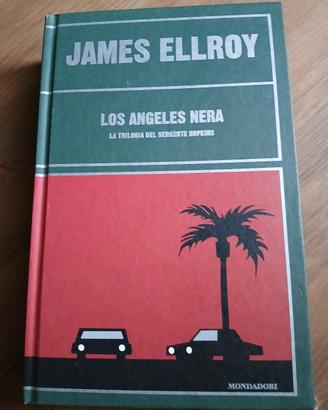 JAMES ELLROY
LOS ANGELES NERA
LA TRILOGIA DEL SERGENTE HOPKINS
MONDADORI